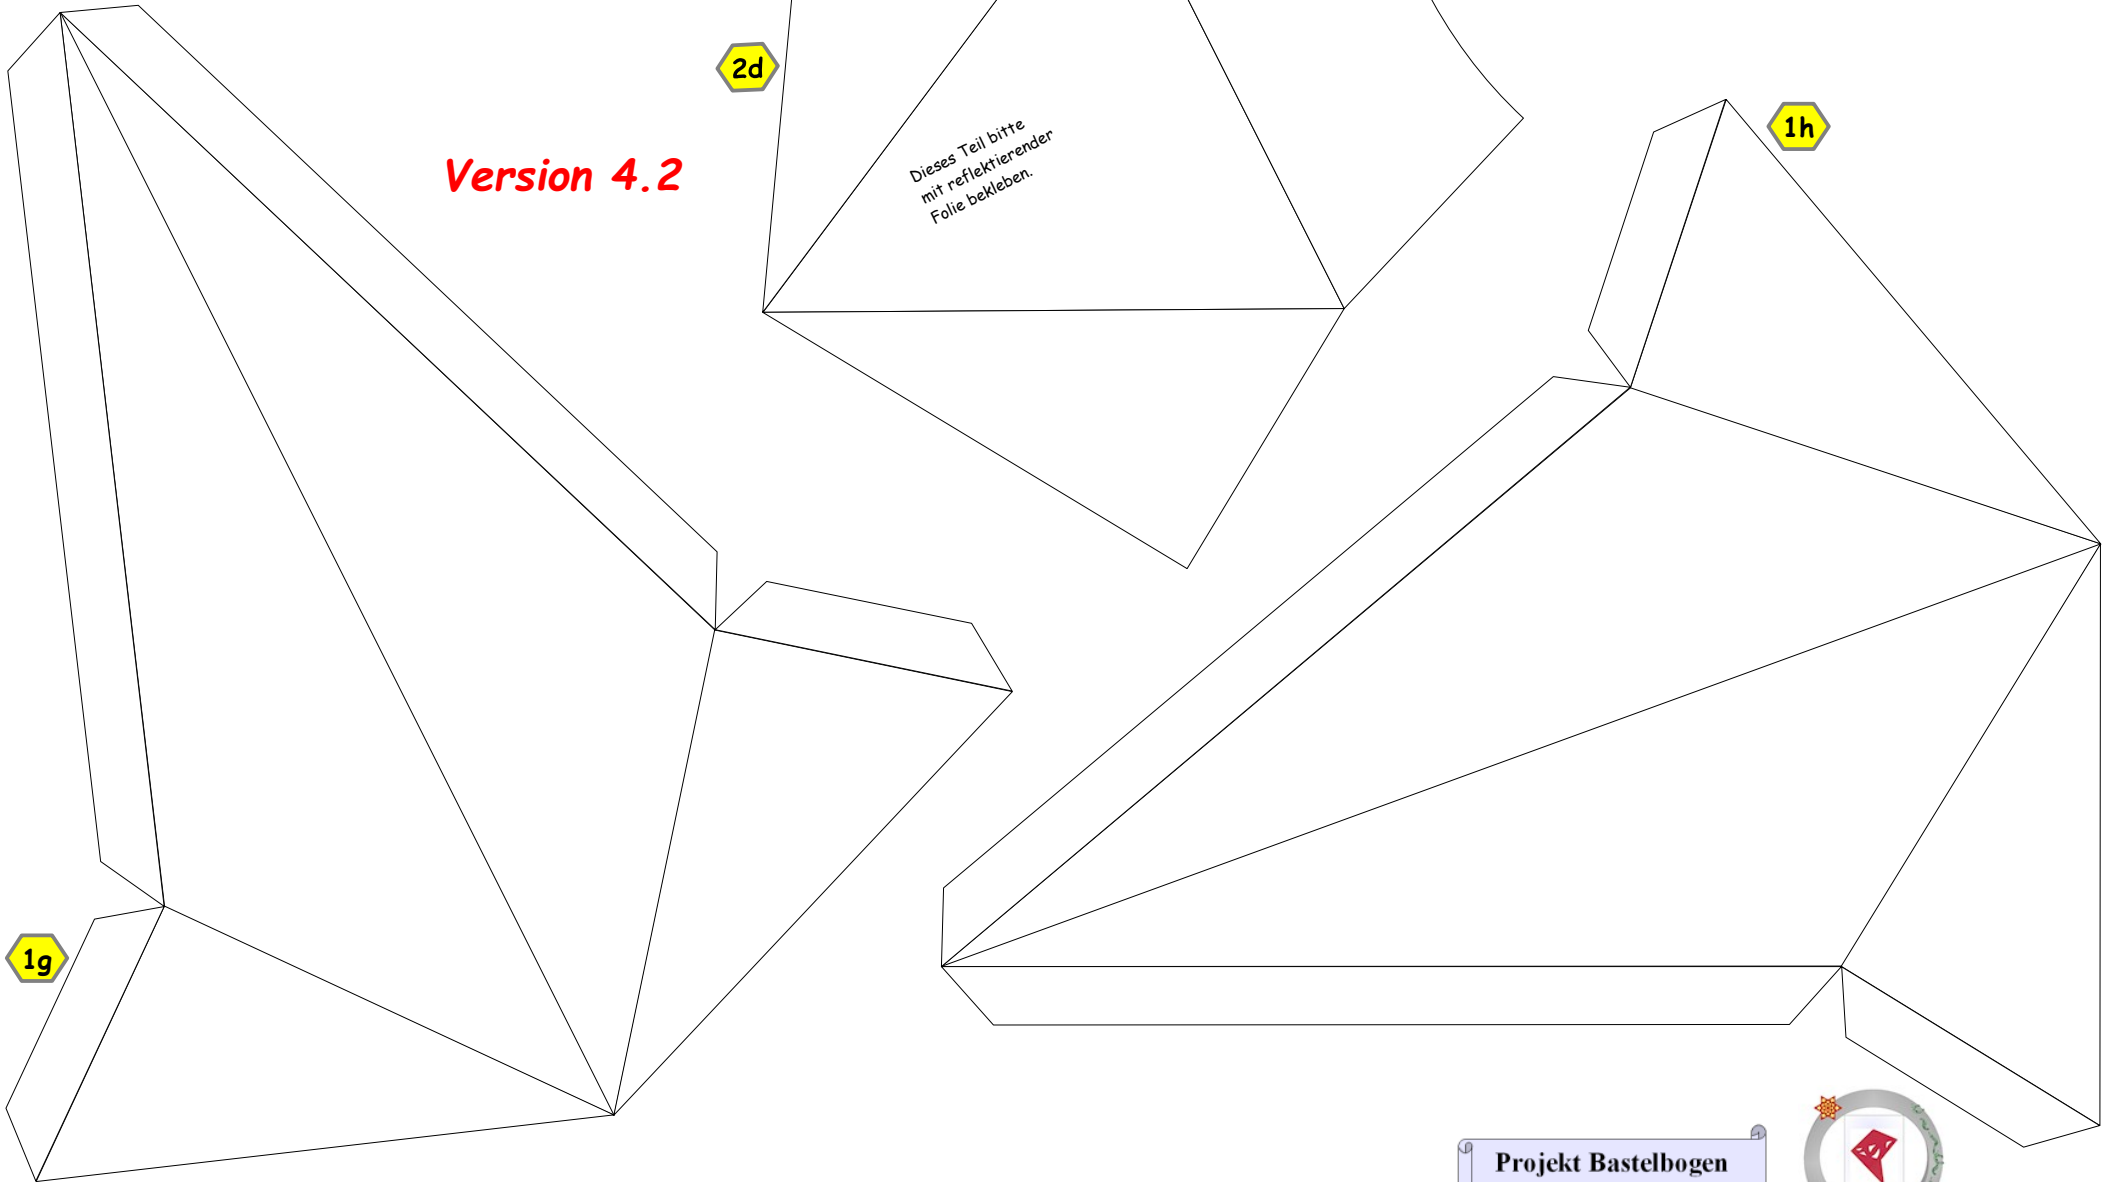 2d
1h
Dieses Teil bitte
mit reflektierender
Folie bekleben.
Version 4.2
1g
Projekt Bastelbogen